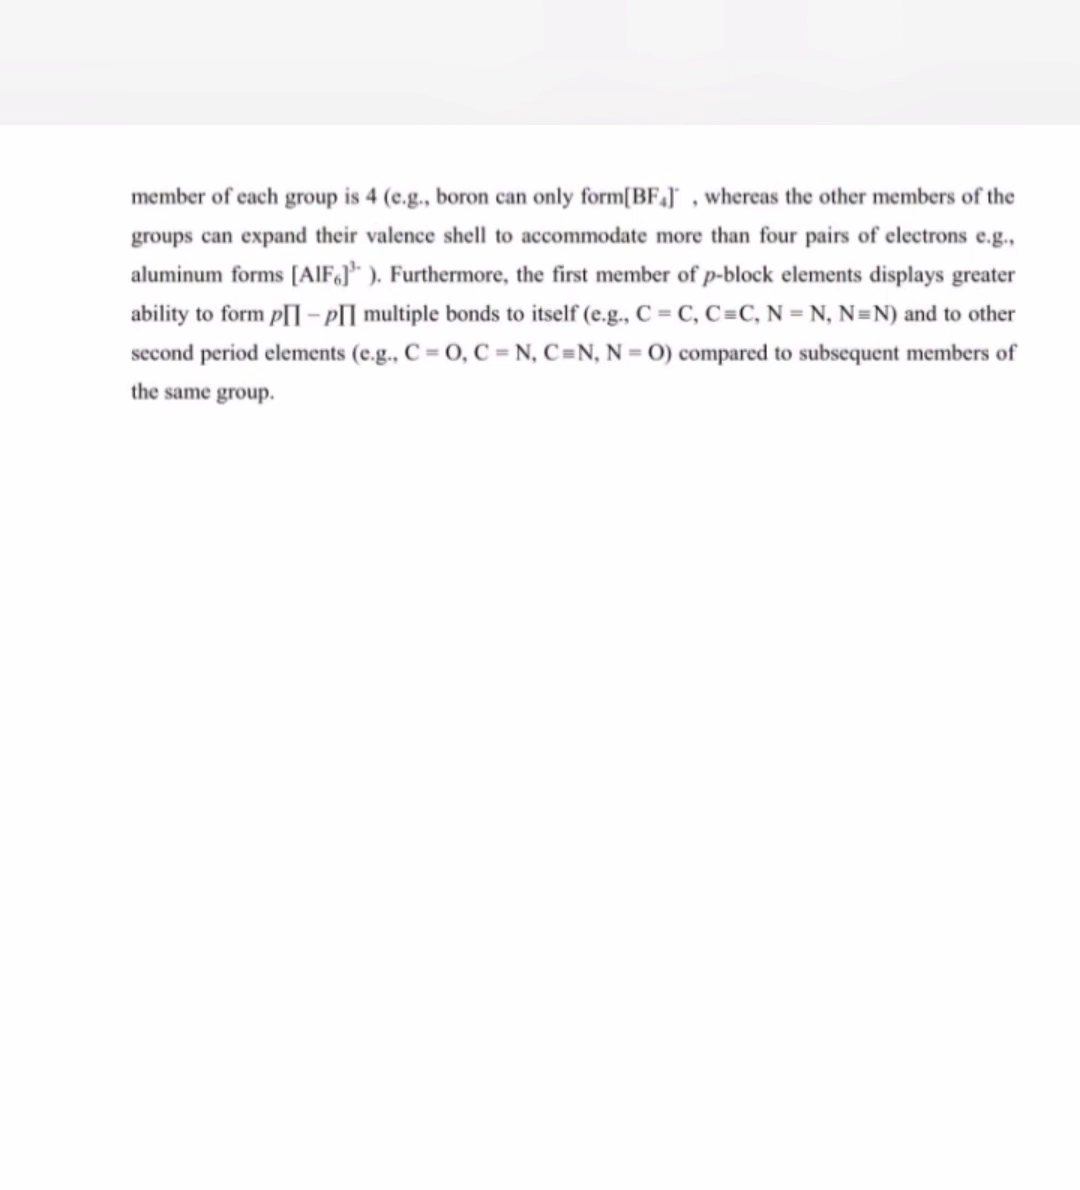 member of each group is 4 (e.g., boron can only form[BF₄]⁻ , whereas the other members of the
groups can expand their valence shell to accommodate more than four pairs of electrons e.g.,
aluminum forms [AlF₆]³⁻ ). Furthermore, the first member of p-block elements displays greater
ability to form p∏ – p∏ multiple bonds to itself (e.g., C = C, C≡C, N = N, N≡N) and to other
second period elements (e.g., C = O, C = N, C≡N, N = O) compared to subsequent members of
the same group.